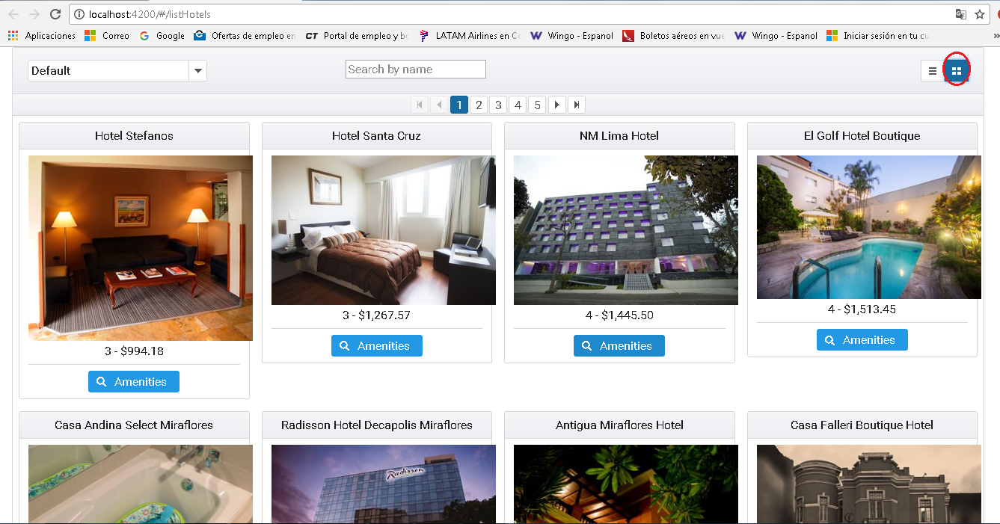 localhost:4200/#/listHotels
Aplicaciones Correo Google Ofertas de empleo en CT Portal de empleo y bo LATAM Airlines en Co Wingo - Espanol Boletos aéreos en vue Wingo - Espanol Iniciar sesión en tu cu
Default Search by name
1 2 3 4 5
Hotel Stefanos Hotel Santa Cruz NM Lima Hotel El Golf Hotel Boutique
3 - $1,267.57 4 - $1,445.50 4 - $1,513.45
Amenities Amenities Amenities
3 - $994.18
Amenities
Casa Andina Select Miraflores Radisson Hotel Decapolis Miraflores Antigua Miraflores Hotel Casa Falleri Boutique Hotel
Radisson